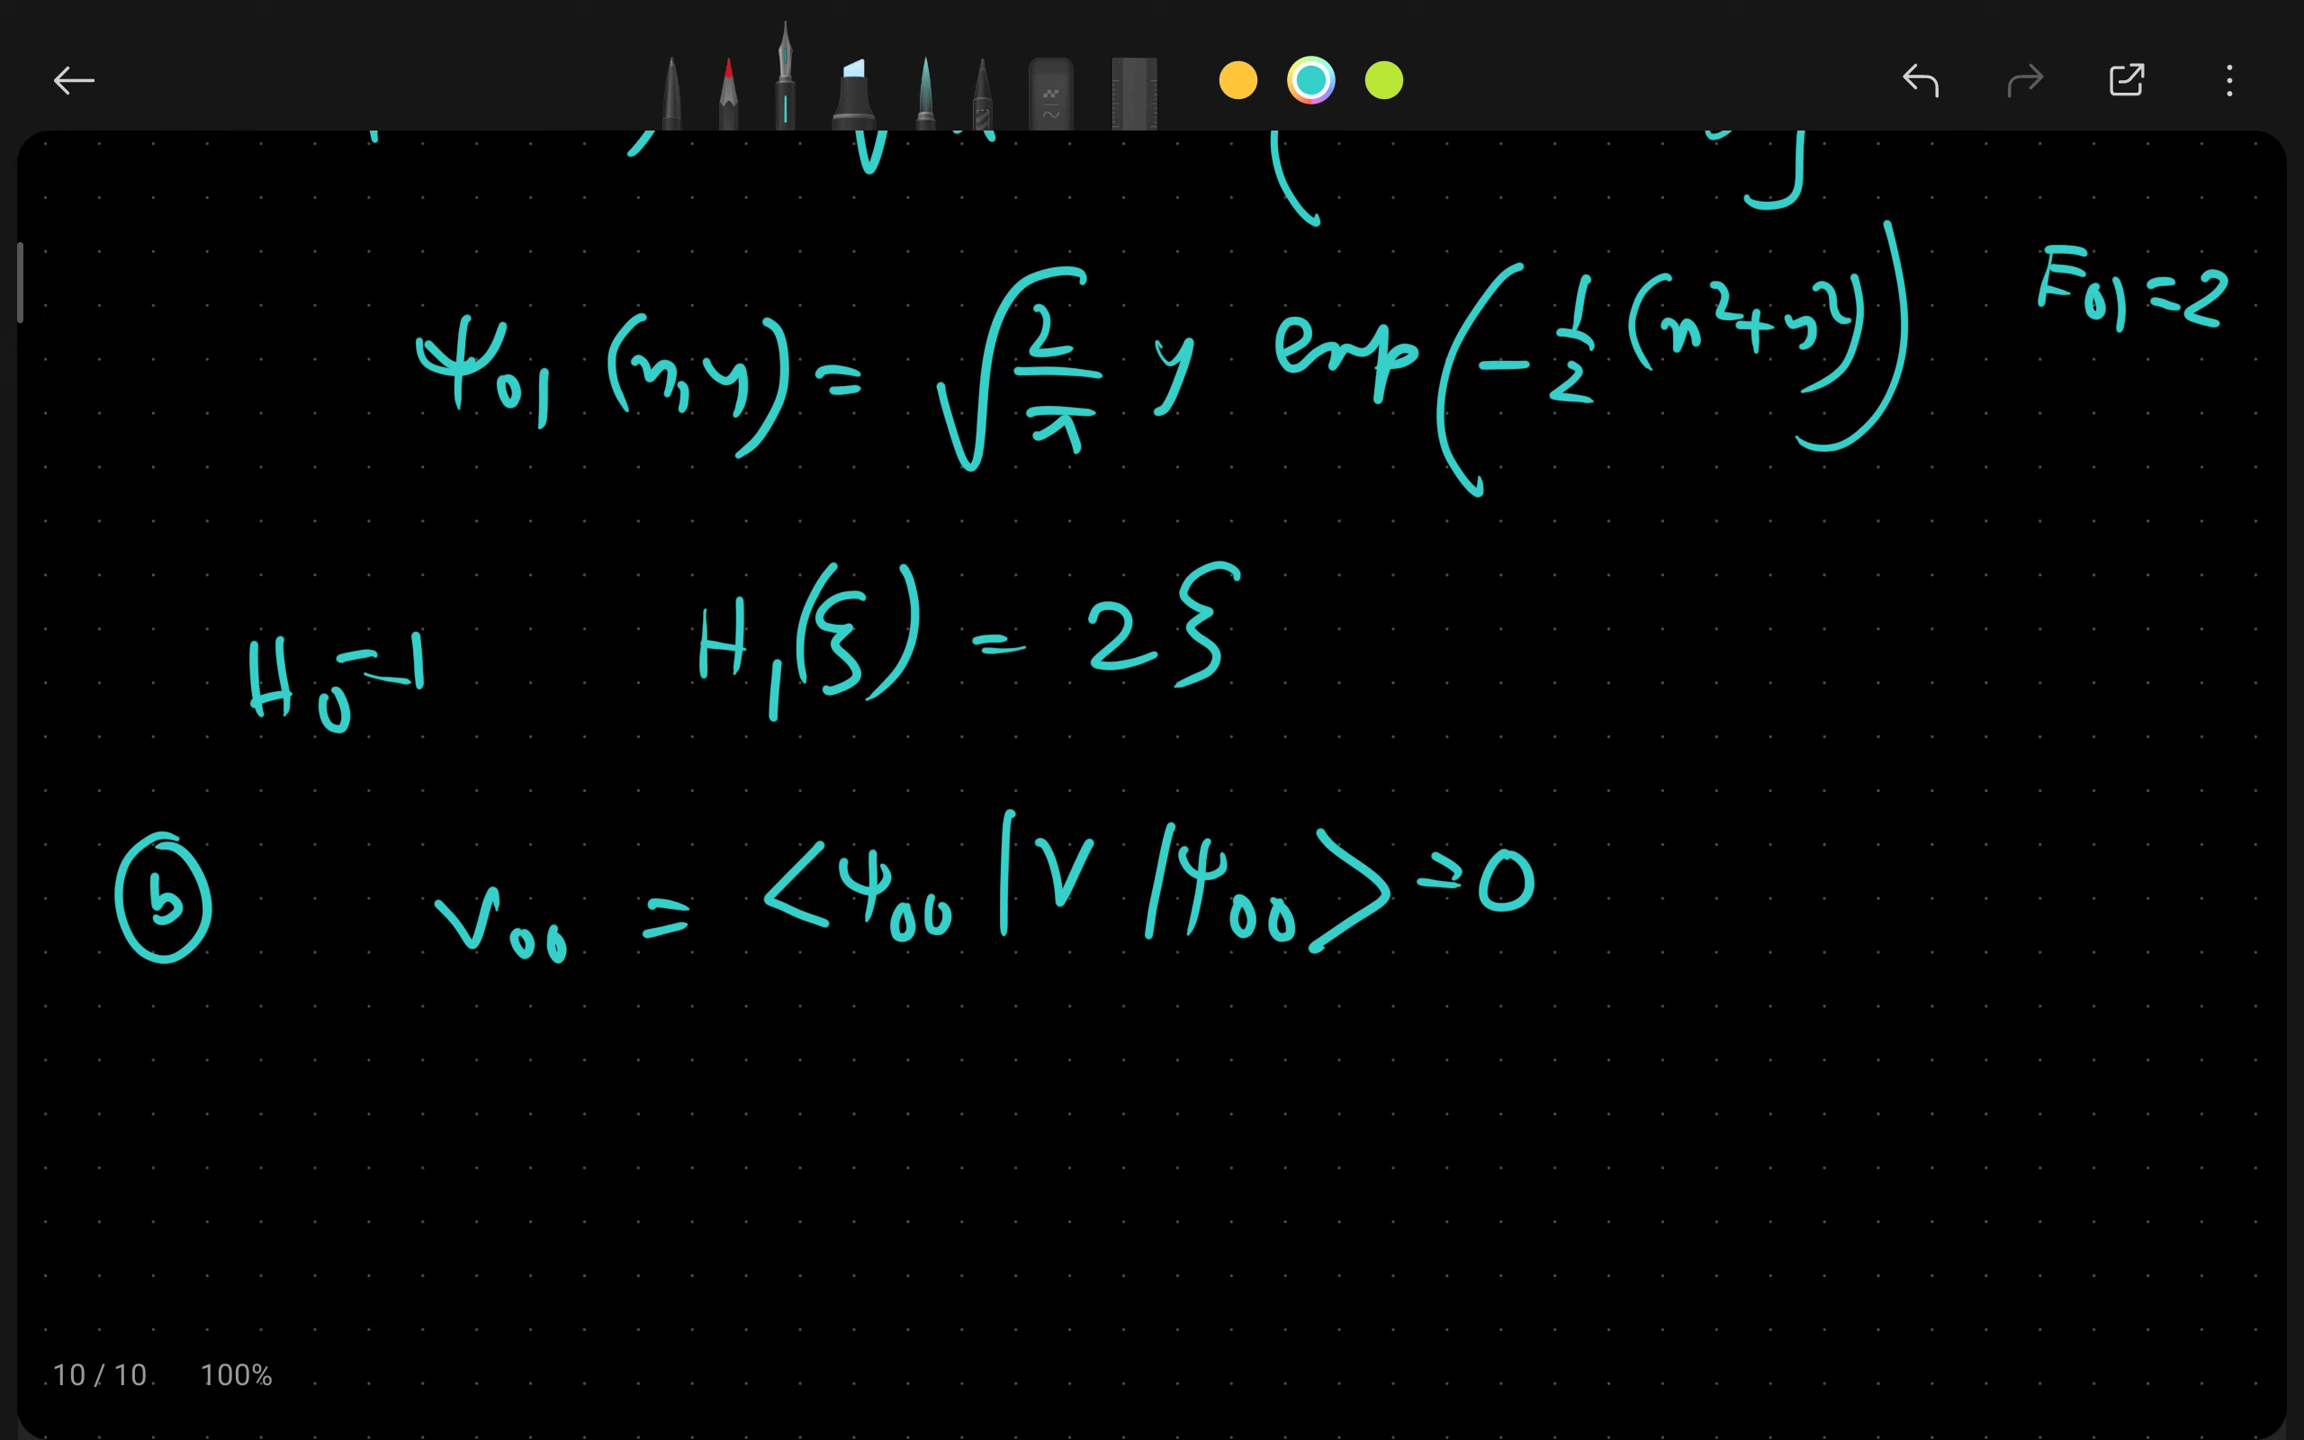 ψ₀₁ (x, y) = √(2/π) y exp(−1/2 (x² + y²)) E₀₁ = 2
H₀ = 1 H₁(ξ) = 2ξ
ⓑ V₀₀ = <ψ₀₀|V|ψ₀₀> = 0
10 / 10 100%